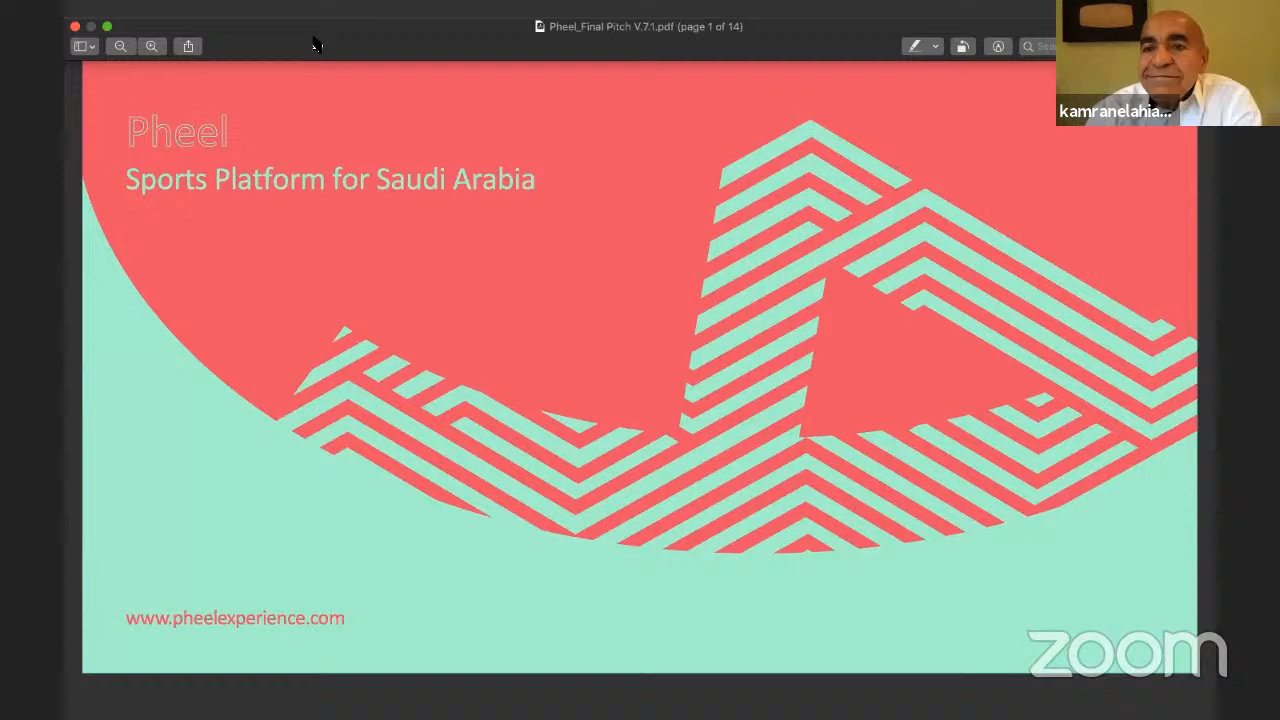 Pheel_Final Pitch V.7.1.pdf (page 1 of 14)
Sea
kamranelahia...
Pheel
Sports Platform for Saudi Arabia
www.pheelexperience.com
zoom